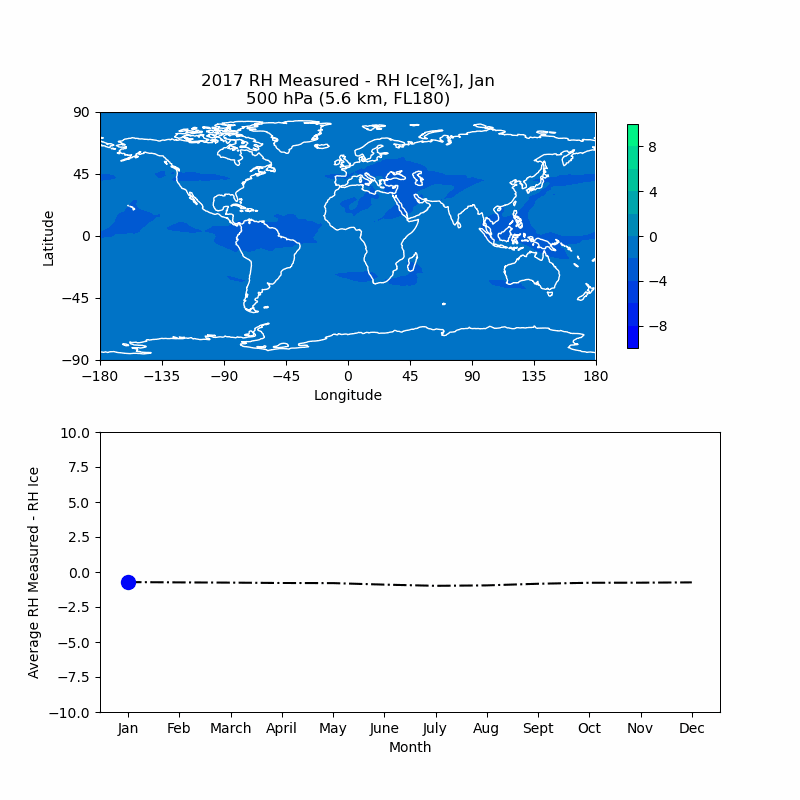 2017 RH Measured - RH Ice[%], Jan
500 hPa (5.6 km, FL180)
90
45
0
−45
−90
Latitude
−180
−135
−90
−45
0
45
90
135
180
Longitude
8
4
0
−4
−8
10.0
7.5
5.0
2.5
0.0
−2.5
−5.0
−7.5
−10.0
Average RH Measured - RH Ice
Jan
Feb
March
April
May
June
July
Aug
Sept
Oct
Nov
Dec
Month